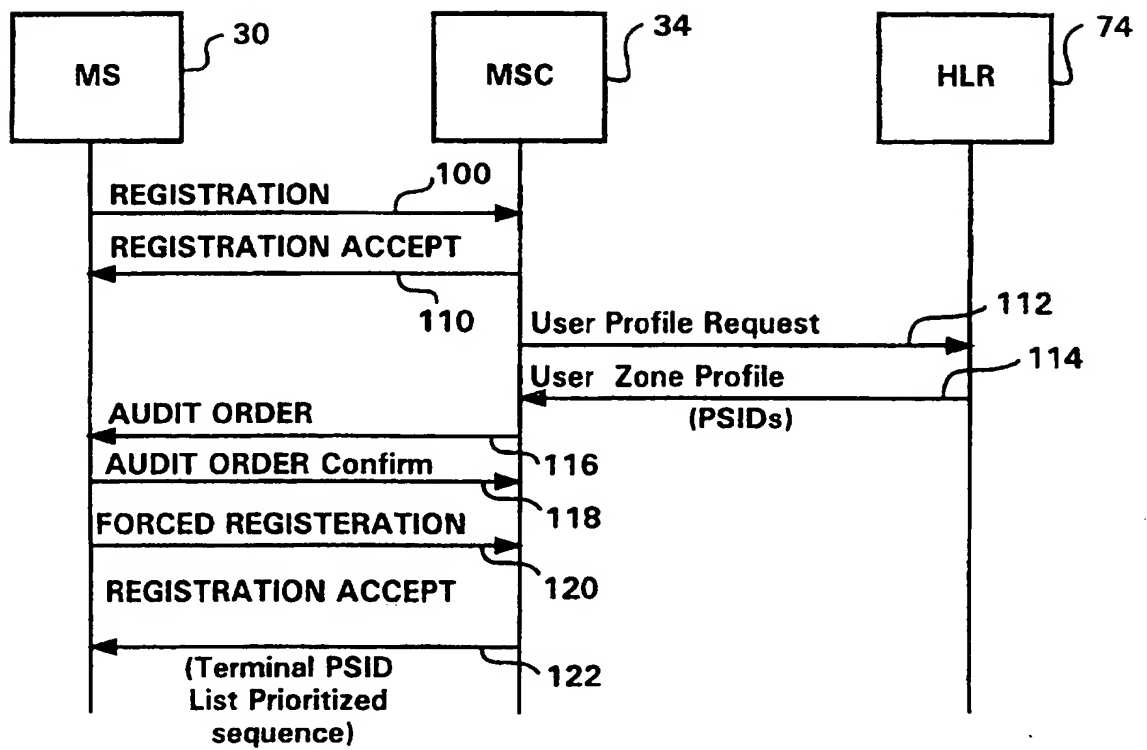 30
34
74
MS
MSC
HLR
100
REGISTRATION
REGISTRATION ACCEPT
110
112
User Profile Request
114
User Zone Profile
(PSIDs)
AUDIT ORDER
116
AUDIT ORDER Confirm
118
FORCED REGISTERATION
120
REGISTRATION ACCEPT
122
(Terminal PSID
List Prioritized
sequence)